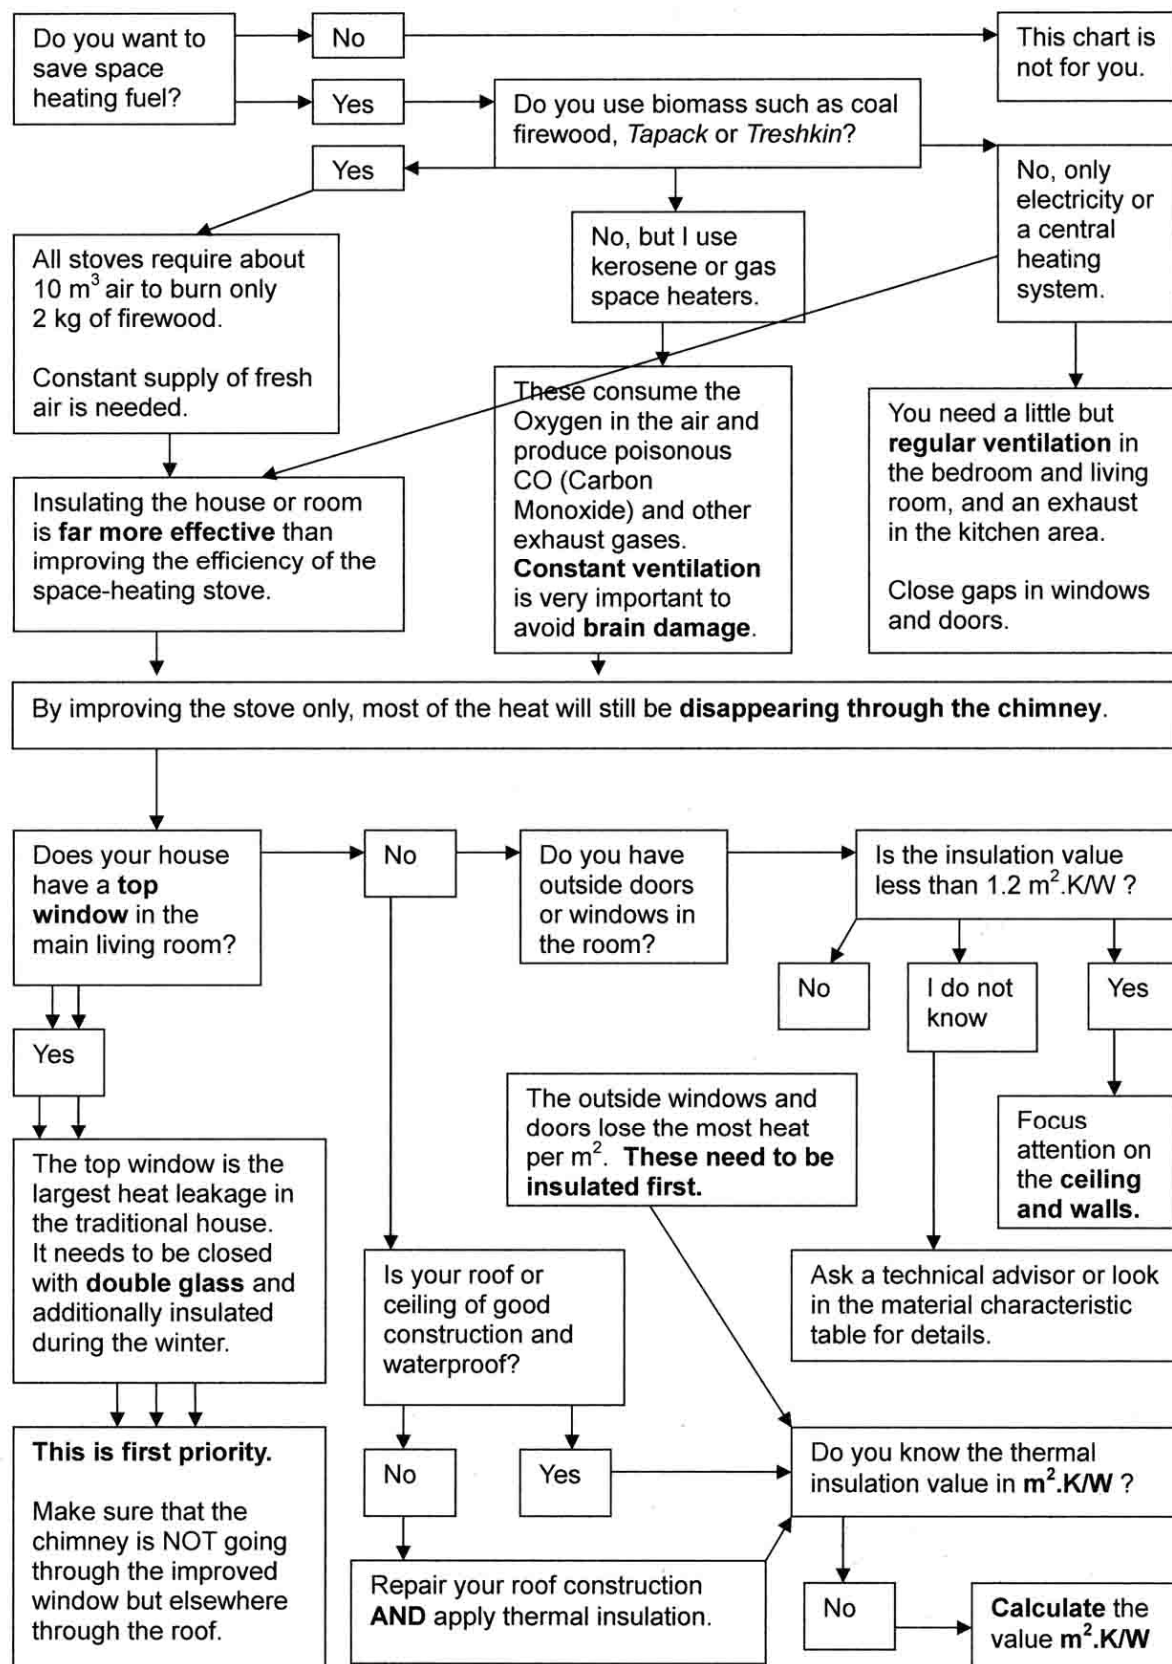 Do you want to
save space
heating fuel?
No
This chart is
not for you.
Yes
Do you use biomass such as coal
firewood, Tapack or Treshkin?
Yes
No, only
electricity or
a central
heating
system.
No, but I use
kerosene or gas
space heaters.
All stoves require about
10 m³ air to burn only
2 kg of firewood.
Constant supply of fresh
air is needed.
These consume the
Oxygen in the air and
produce poisonous
CO (Carbon
Monoxide) and other
exhaust gases.
Constant ventilation
is very important to
avoid brain damage.
You need a little but
regular ventilation in
the bedroom and living
room, and an exhaust
in the kitchen area.
Close gaps in windows
and doors.
Insulating the house or room
is far more effective than
improving the efficiency of the
space-heating stove.
By improving the stove only, most of the heat will still be disappearing through the chimney.
Does your house
have a top
window in the
main living room?
No
Do you have
outside doors
or windows in
the room?
Is the insulation value
less than 1.2 m².K/W ?
No
I do not
know
Yes
Yes
The outside windows and
doors lose the most heat
per m². These need to be
insulated first.
Focus
attention on
the ceiling
and walls.
The top window is the
largest heat leakage in
the traditional house.
It needs to be closed
with double glass and
additionally insulated
during the winter.
Is your roof or
ceiling of good
construction and
waterproof?
Ask a technical advisor or look
in the material characteristic
table for details.
This is first priority.
Make sure that the
chimney is NOT going
through the improved
window but elsewhere
through the roof.
No
Yes
Do you know the thermal
insulation value in m².K/W ?
Repair your roof construction
AND apply thermal insulation.
No
Calculate the
value m².K/W